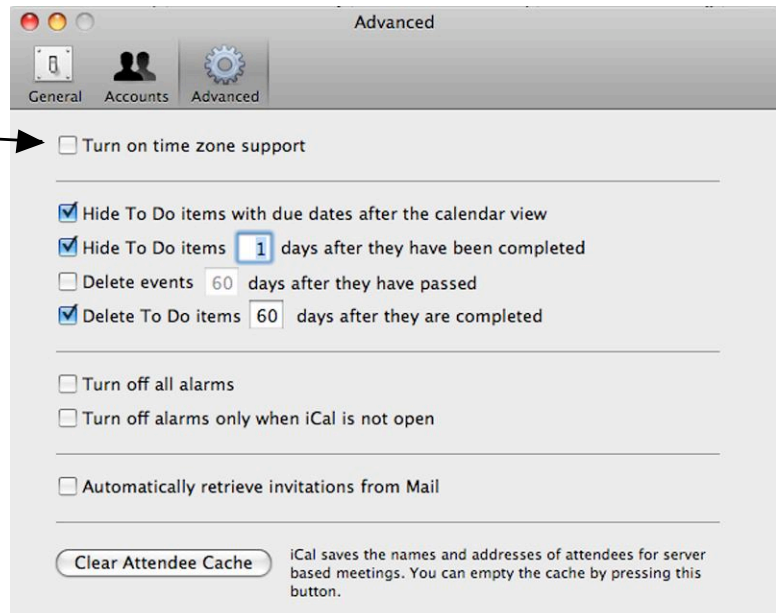 Advanced
General Accounts Advanced
Turn on time zone support
Hide To Do items with due dates after the calendar view
Hide To Do items 1 days after they have been completed
Delete events 60 days after they have passed
Delete To Do items 60 days after they are completed
Turn off all alarms
Turn off alarms only when iCal is not open
Automatically retrieve invitations from Mail
Clear Attendee Cache
iCal saves the names and addresses of attendees for server
based meetings. You can empty the cache by pressing this
button.